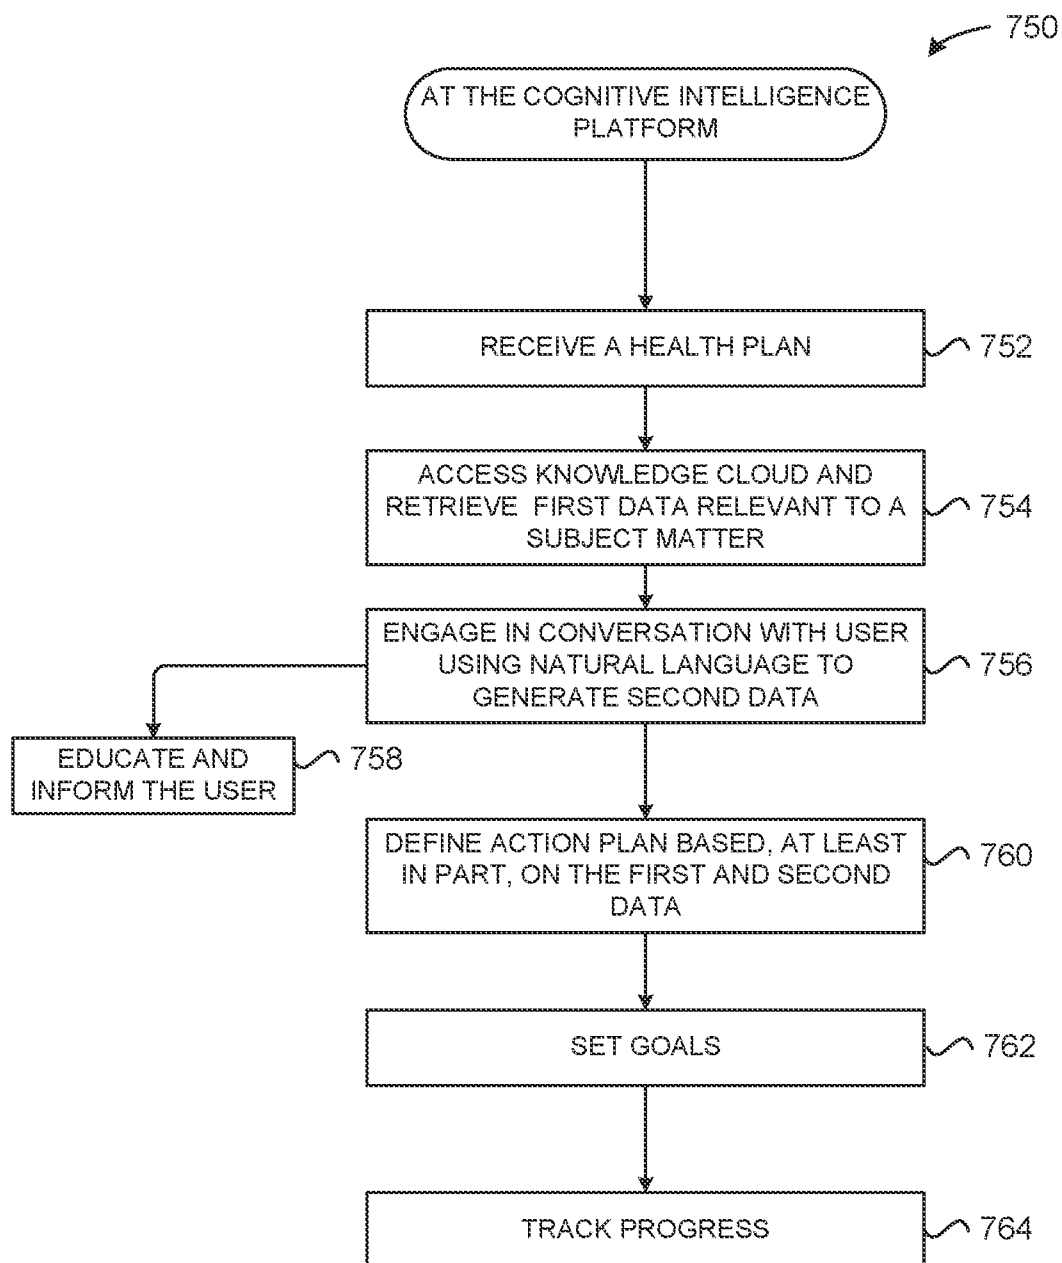 750
AT THE COGNITIVE INTELLIGENCE
PLATFORM
RECEIVE A HEALTH PLAN
752
ACCESS KNOWLEDGE CLOUD AND
RETRIEVE FIRST DATA RELEVANT TO A
SUBJECT MATTER
754
ENGAGE IN CONVERSATION WITH USER
USING NATURAL LANGUAGE TO
GENERATE SECOND DATA
756
EDUCATE AND
INFORM THE USER
758
DEFINE ACTION PLAN BASED, AT LEAST
IN PART, ON THE FIRST AND SECOND
DATA
760
SET GOALS
762
TRACK PROGRESS
764